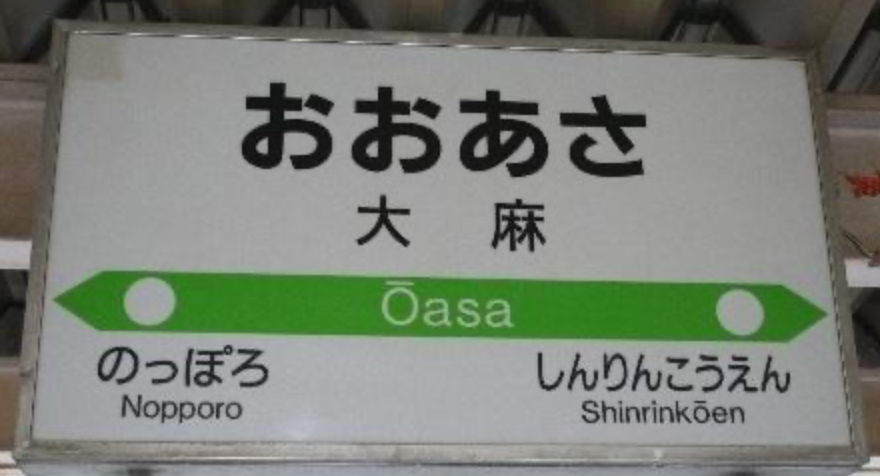 おおあさ
大麻
Ōasa
のっぽろ しんりんこうえん
Nopporo Shinrinkōen